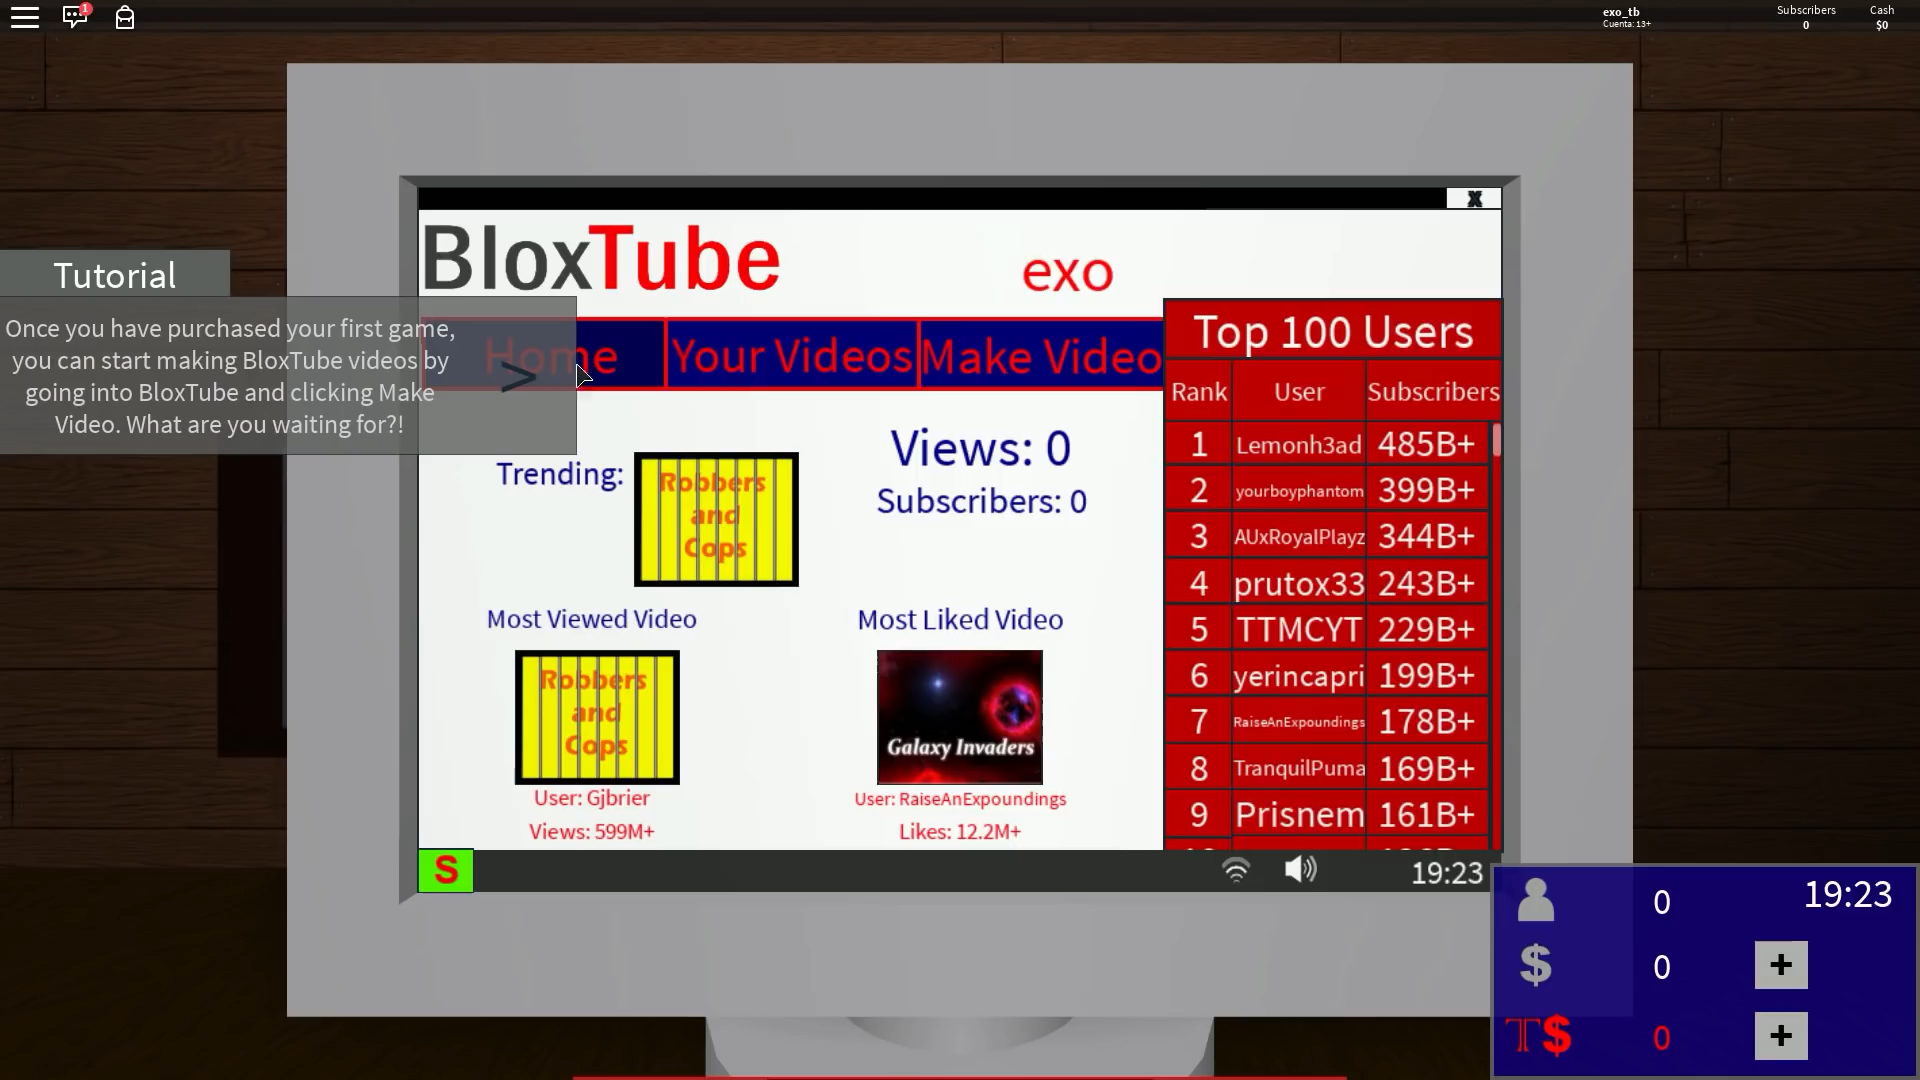 1
exo_tb
Cuenta: 13+
Subscribers
0
Cash
$0
X
BloxTube
exo
Tutorial
Once you have purchased your first game,
you can start making BloxTube videos by
going into BloxTube and clicking Make
Video. What are you waiting for?!
>
Home
Your Videos
Make Video
Views: 0
Subscribers: 0
Trending:
Robbers
and
Cops
Most Viewed Video
Robbers
and
Cops
User: Gjbrier
Views: 599M+
Most Liked Video
Galaxy Invaders
User: RaiseAnExpoundings
Likes: 12.2M+
Top 100 Users
Rank User Subscribers
1 Lemonh3ad 485B+
2 yourboyphantom 399B+
3 AUxRoyalPlayz 344B+
4 prutox33 243B+
5 TTMCYT 229B+
6 yerincapri 199B+
7 RaiseAnExpoundings 178B+
8 TranquilPuma 169B+
9 Prisnem 161B+
S
19:23
0
19:23
$ 0 +
T$ 0 +